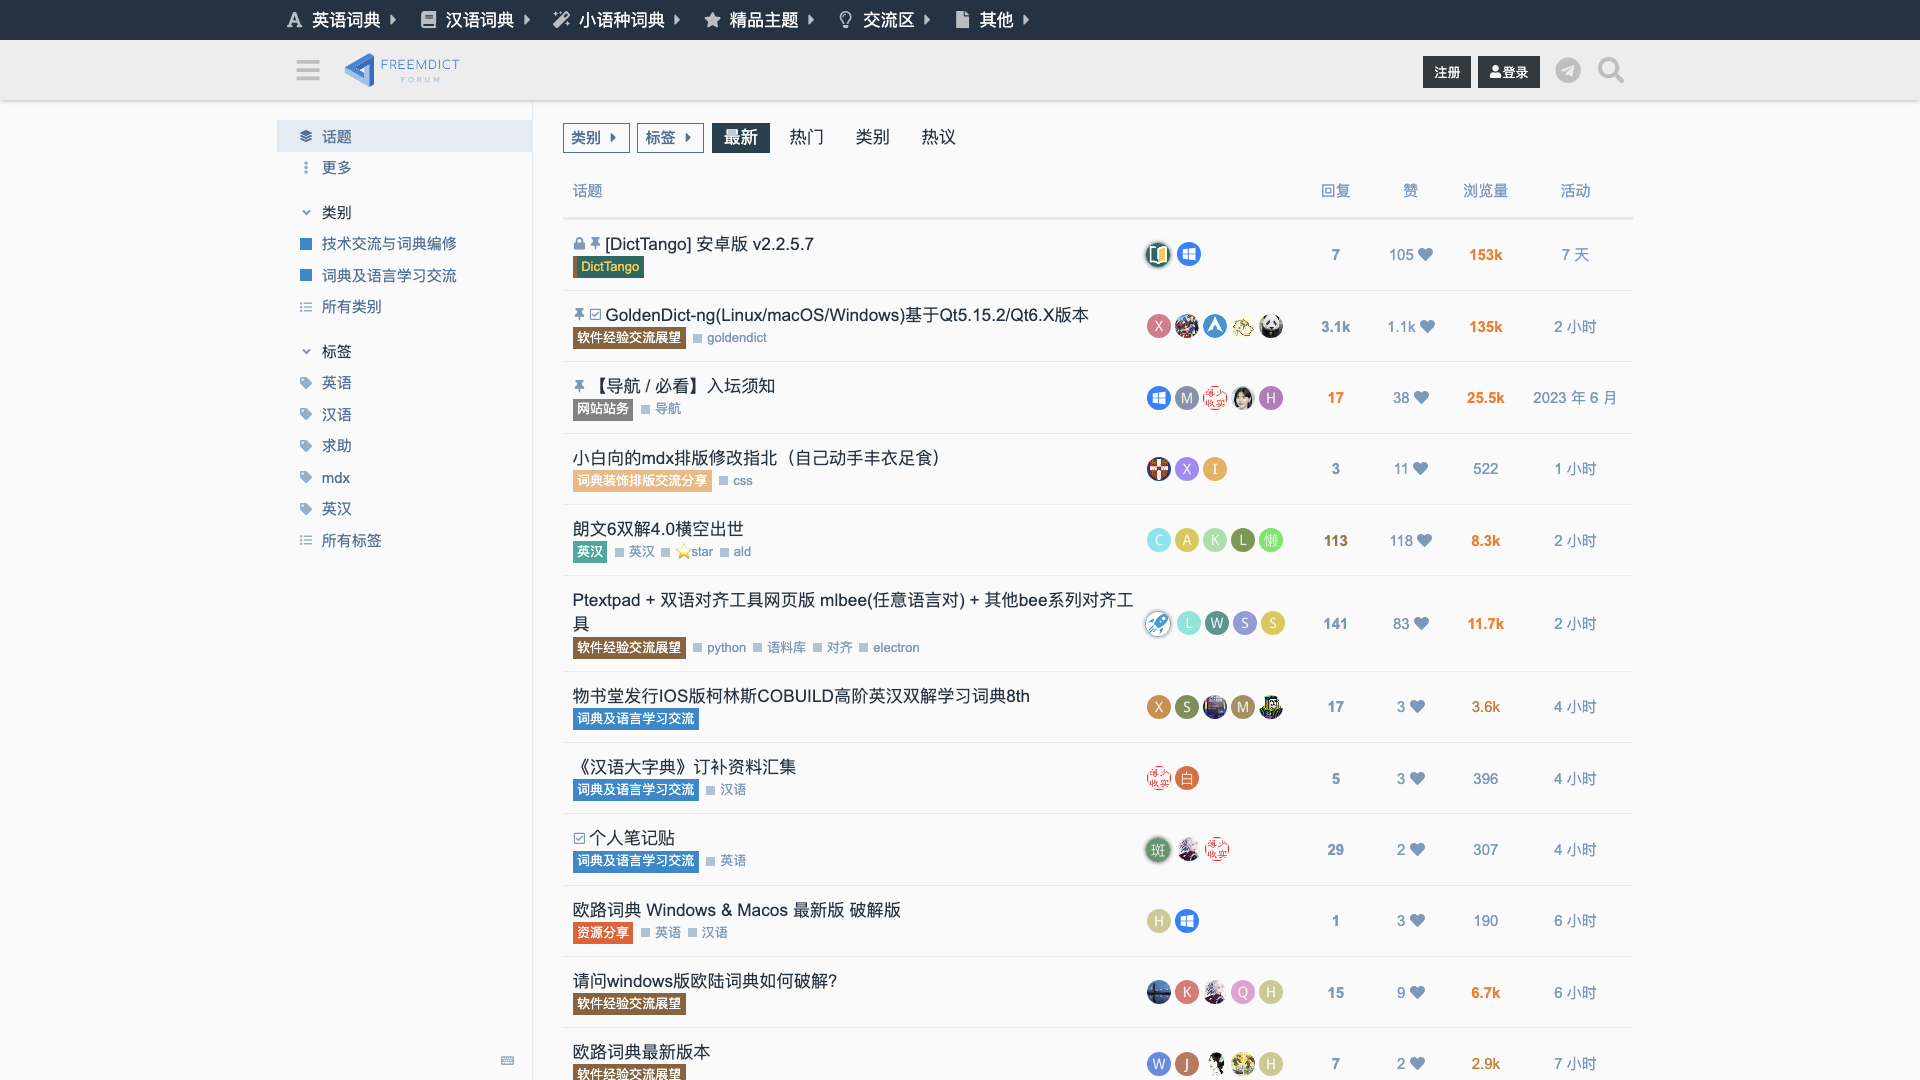 英语词典 汉语词典 小语种词典 精品主题 交流区 其他
FREEMDICT
FORUM
注册 登录
话题
更多
类别
技术交流与词典编修
词典及语言学习交流
所有类别
标签
英语
汉语
求助
mdx
英汉
所有标签
类别 标签 最新 热门 类别 热议
话题 回复 赞 浏览量 活动
[DictTango] 安卓版 v2.2.5.7
DictTango
7 105 153k 7 天
GoldenDict-ng(Linux/macOS/Windows)基于Qt5.15.2/Qt6.X版本
软件经验交流展望 goldendict
X
3.1k 1.1k 135k 2 小时
【导航 / 必看】入坛须知
网站站务 导航
M H
17 38 25.5k 2023 年 6 月
小白向的mdx排版修改指北（自己动手丰衣足食）
词典装饰排版交流分享 css
X I
3 11 522 1 小时
朗文6双解4.0横空出世
英汉 英汉 star ald
C A K L 懒
113 118 8.3k 2 小时
Ptextpad + 双语对齐工具网页版 mlbee(任意语言对) + 其他bee系列对齐工
具
软件经验交流展望 python 语料库 对齐 electron
L W S S
141 83 11.7k 2 小时
物书堂发行IOS版柯林斯COBUILD高阶英汉双解学习词典8th
词典及语言学习交流
X S M
17 3 3.6k 4 小时
《汉语大字典》订补资料汇集
词典及语言学习交流 汉语
白
5 3 396 4 小时
个人笔记贴
词典及语言学习交流 英语
斑
29 2 307 4 小时
欧路词典 Windows & Macos 最新版 破解版
资源分享 英语 汉语
H
1 3 190 6 小时
请问windows版欧陆词典如何破解?
软件经验交流展望
K Q H
15 9 6.7k 6 小时
欧路词典最新版本
软件经验交流展望
W J H
7 2 2.9k 7 小时